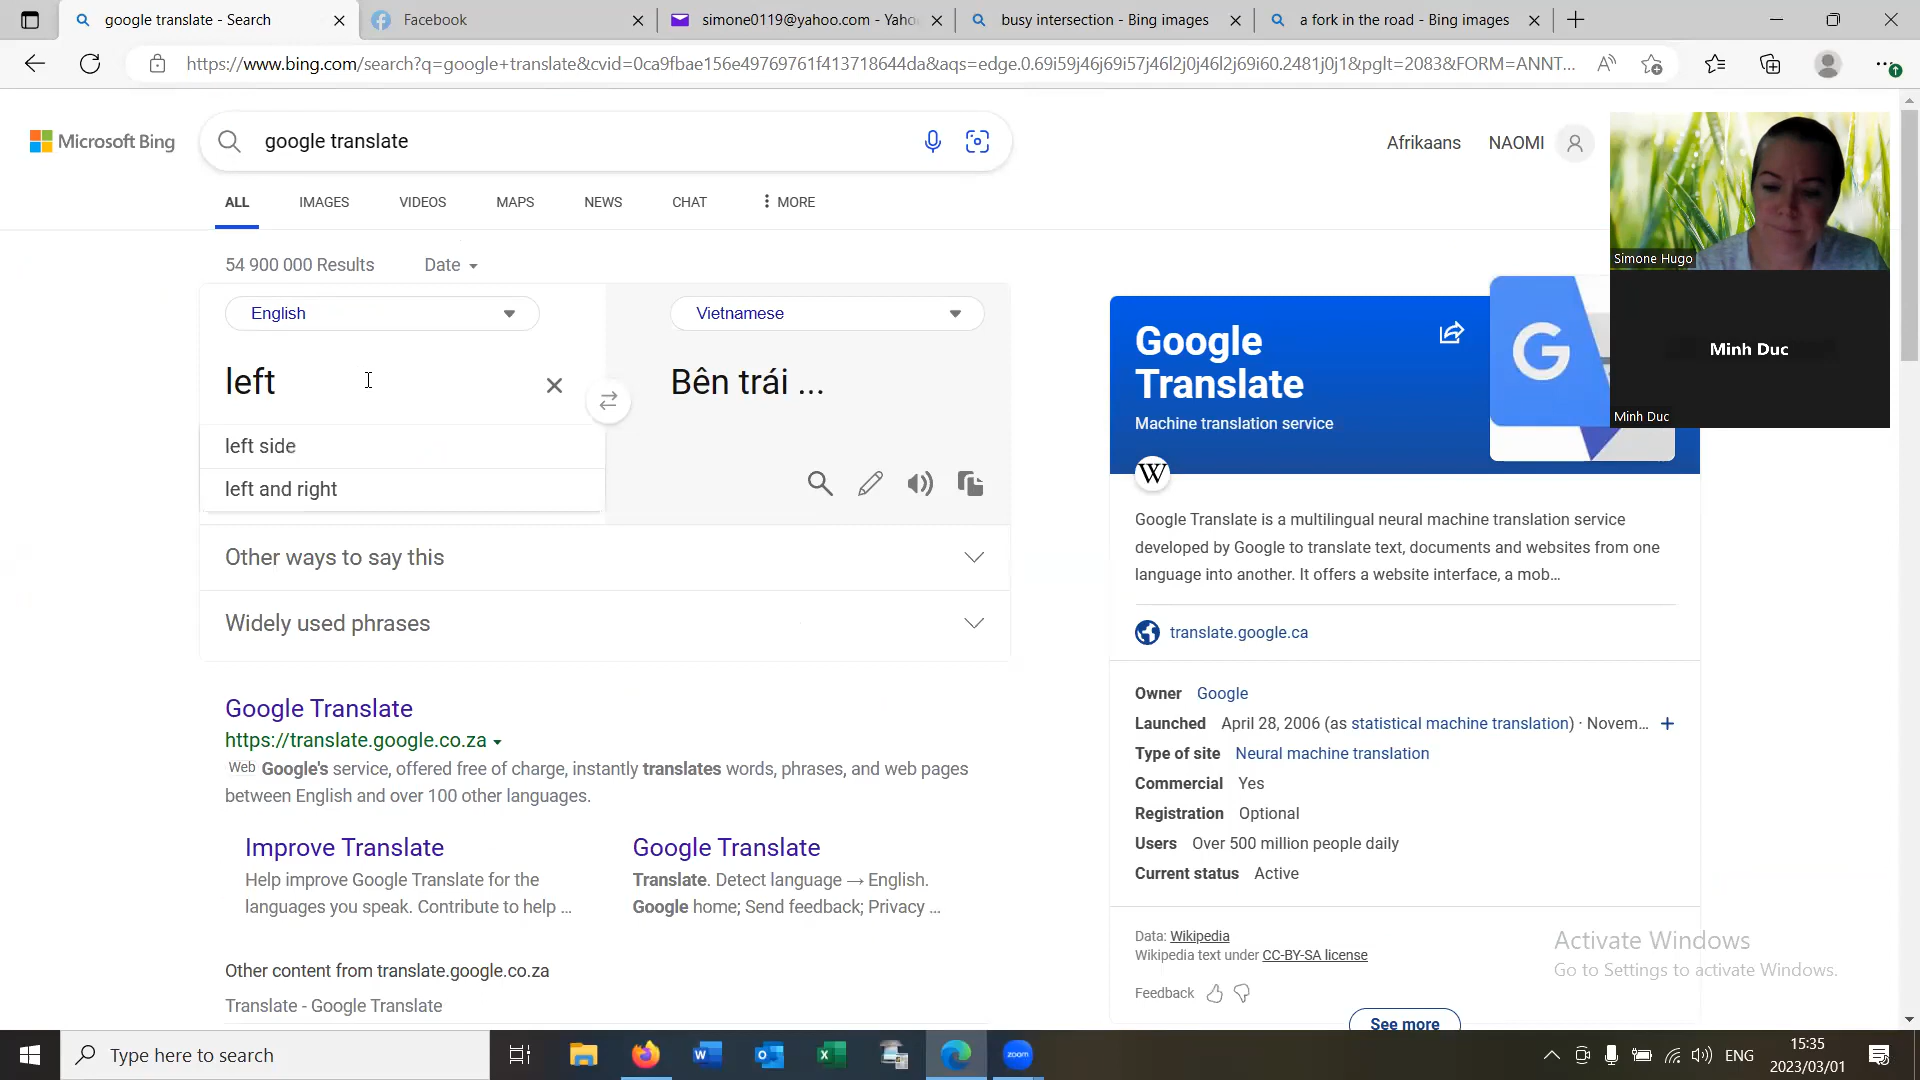 google translate - Search
Facebook
simone0119@yahoo.com - Yaho
busy intersection - Bing images
a fork in the road - Bing images
https://www.bing.com/search?q=google+translate&cvid=0ca9fbae156e49769761f413718644da&aqs=edge.0.69i59j46j69i57j46l2j0j46l2j69i60.2481j0j1&pglt=2083&FORM=ANNT...
Microsoft Bing
google translate
Afrikaans
NAOMI
ALL
IMAGES
VIDEOS
MAPS
NEWS
CHAT
MORE
54 900 000 Results
Date
Simone Hugo
Minh Duc
Minh Duc
English
Vietnamese
left
Bên trái ...
left side
left and right
Other ways to say this
Widely used phrases
Google
Translate
Machine translation service
G
W
Google Translate is a multilingual neural machine translation service
developed by Google to translate text, documents and websites from one
language into another. It offers a website interface, a mob...
translate.google.ca
Owner Google
Launched April 28, 2006 (as statistical machine translation) · Novem...
Type of site Neural machine translation
Commercial Yes
Registration Optional
Users Over 500 million people daily
Current status Active
Data: Wikipedia
Wikipedia text under CC-BY-SA license
Feedback
See more
Google Translate
https://translate.google.co.za
Web Google's service, offered free of charge, instantly translates words, phrases, and web pages
between English and over 100 other languages.
Improve Translate
Help improve Google Translate for the
languages you speak. Contribute to help ...
Google Translate
Translate. Detect language → English.
Google home; Send feedback; Privacy ...
Other content from translate.google.co.za
Translate - Google Translate
Activate Windows
Go to Settings to activate Windows.
Type here to search
zoom
ENG
15:35
2023/03/01